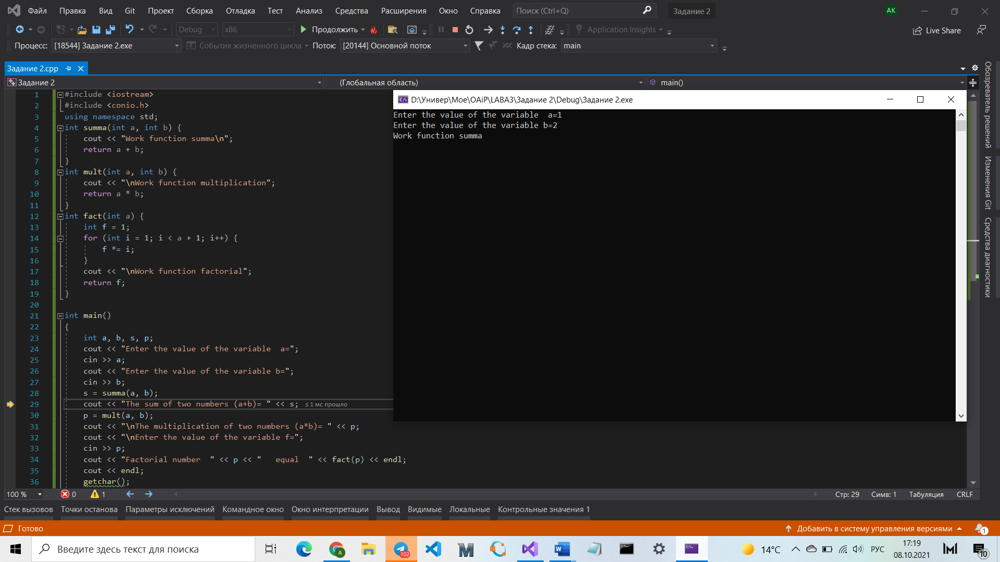 Файл Правка Вид Git Проект Сборка Отладка Тест Анализ Средства Расширения Окно Справка Поиск (Ctrl+Q) Задание 2 AK
Debug x86 Продолжить Application Insights Live Share
Процесс: [18544] Задание 2.exe События жизненного цикла Поток: [20144] Основной поток Кадр стека: main
Задание 2.cpp
Задание 2 (Глобальная область) main()
1 #include <iostream>
2 #include <conio.h>
3 using namespace std;
4 int summa(int a, int b) {
5 cout << "Work function summa\n";
6 return a + b;
7 }
8 int mult(int a, int b) {
9 cout << "\nWork function multiplication";
10 return a * b;
11 }
12 int fact(int a) {
13 int f = 1;
14 for (int i = 1; i < a + 1; i++) {
15 f *= i;
16 }
17 cout << "\nWork function factorial";
18 return f;
19 }
20
21 int main()
22 {
23 int a, b, s, p;
24 cout << "Enter the value of the variable  a=";
25 cin >> a;
26 cout << "Enter the value of the variable b=";
27 cin >> b;
28 s = summa(a, b);
29 cout << "The sum of two numbers (a+b)= " << s; ≤ 1 мс прошло
30 p = mult(a, b);
31 cout << "\nThe multiplication of two numbers (a*b)= " << p;
32 cout << "\nEnter the value of the variable f=";
33 cin >> p;
34 cout << "Factorial number  " << p << "   equal  " << fact(p) << endl;
35 cout << endl;
36 getchar();
D:\Универ\Мое\OAiP\LABA3\Задание 2\Debug\Задание 2.exe
Enter the value of the variable  a=1
Enter the value of the variable b=2
Work function summa
Обозреватель решений
Изменения Git
Средства диагностики
100 % 0 1 Стр: 29 Симв: 1 Табуляция CRLF
Стек вызовов Точки останова Параметры исключений Командное окно Окно интерпретации Вывод Видимые Локальные Контрольные значения 1
Готово Добавить в систему управления версиями 1
Введите здесь текст для поиска 102 14°C РУС 17:19
08.10.2021 10